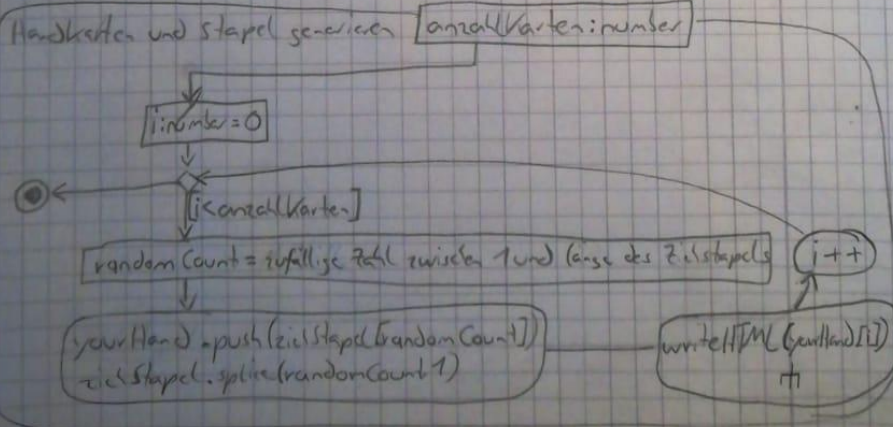 Handkarten und Stapel generieren
anzahlKarten:number
i:number=0
[i<anzahlKarten]
randomCount = zufällige Zahl zwischen 1 und Länge des Zielstapels
i++
yourHand.push(zielStapel[randomCount])
zielStapel.splice(randomCount 1)
writeHTML(yourHand[i])